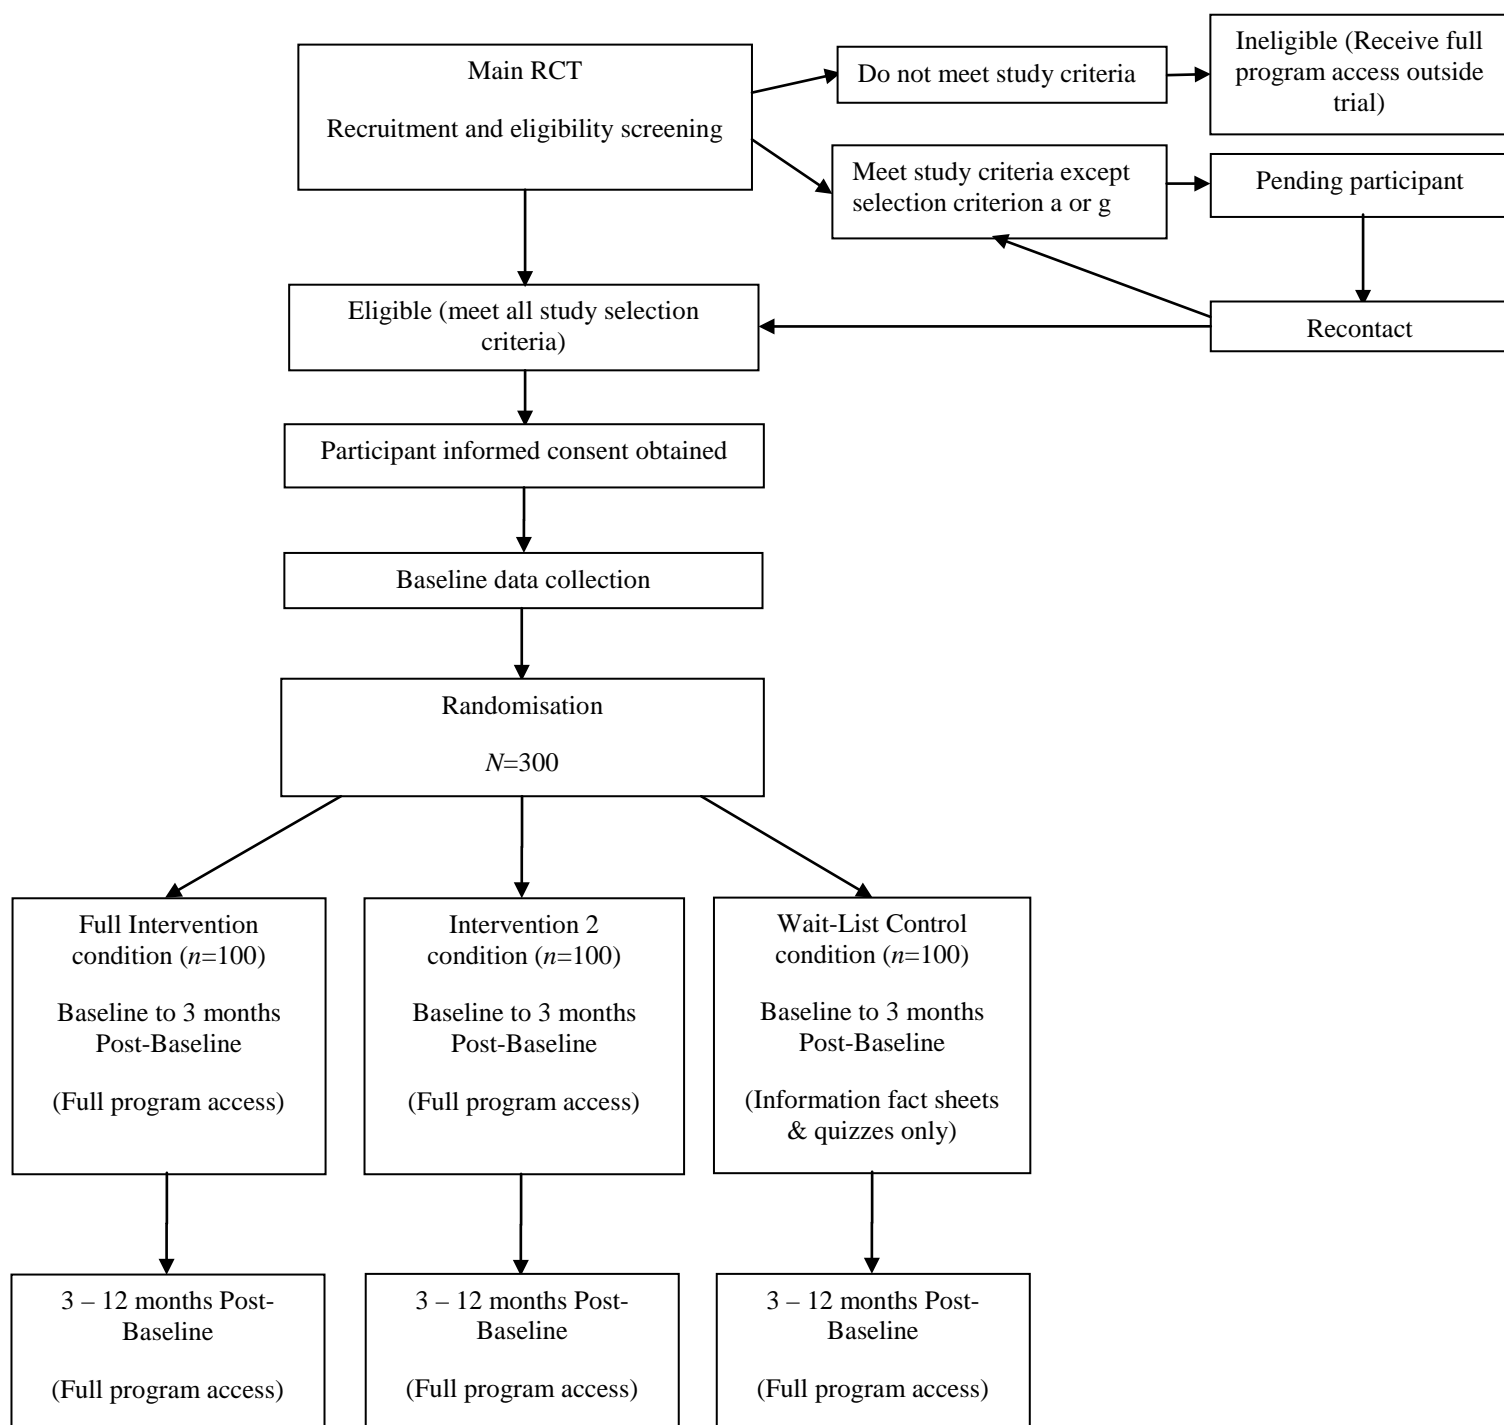 Main RCT
Recruitment and eligibility screening
Do not meet study criteria
Ineligible (Receive full
program access outside
trial)
Meet study criteria except
selection criterion a or g
Pending participant
Recontact
Eligible (meet all study selection
criteria)
Participant informed consent obtained
Baseline data collection
Randomisation
N=300
Full Intervention
condition (n=100)
Baseline to 3 months
Post-Baseline
(Full program access)
Intervention 2
condition (n=100)
Baseline to 3 months
Post-Baseline
(Full program access)
Wait-List Control
condition (n=100)
Baseline to 3 months
Post-Baseline
(Information fact sheets
& quizzes only)
3 – 12 months Post-
Baseline
(Full program access)
3 – 12 months Post-
Baseline
(Full program access)
3 – 12 months Post-
Baseline
(Full program access)